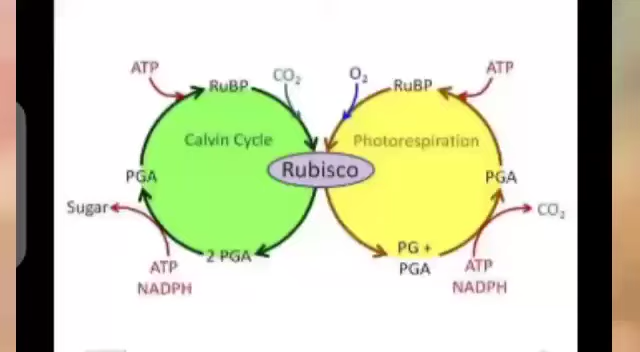 ATP
RuBP
CO2
O2
RuBP
ATP
Calvin Cycle
Photorespiration
Rubisco
PGA
PGA
Sugar
CO2
2 PGA
PG +
PGA
ATP
NADPH
ATP
NADPH